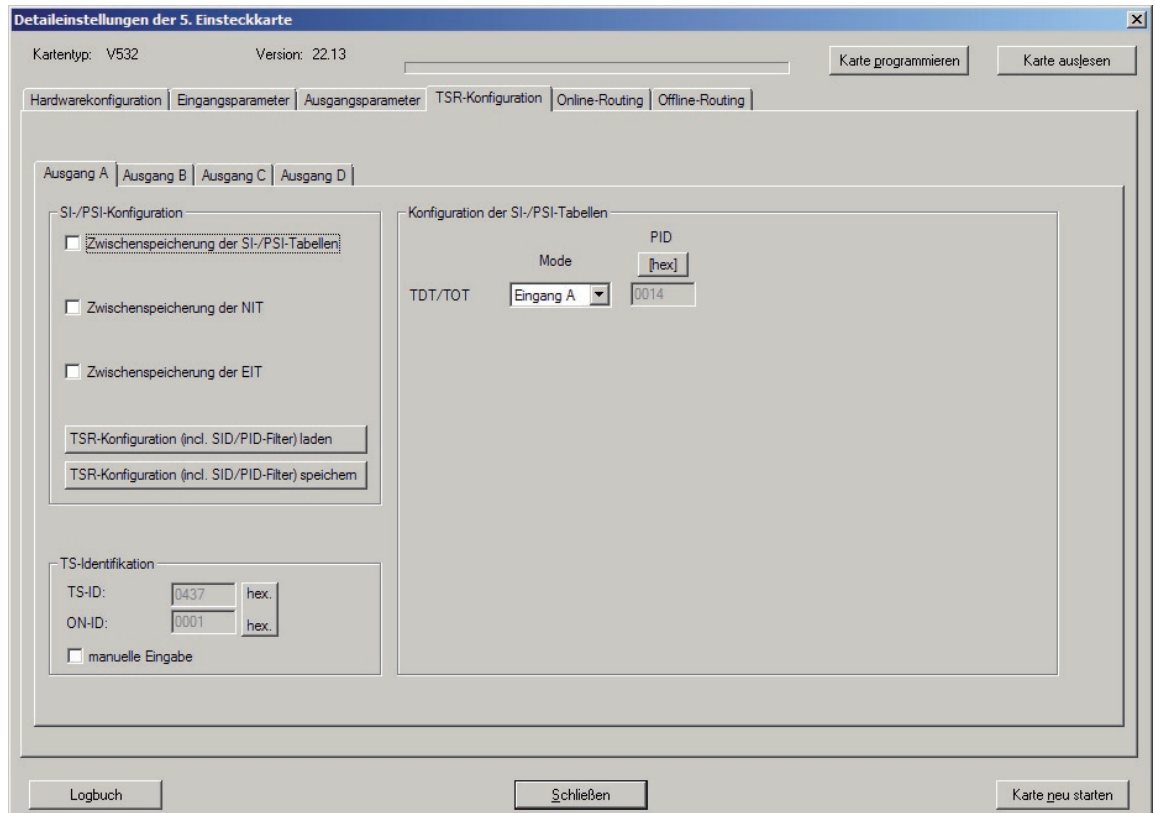 Detaileinstellungen der 5. Einsteckkarte
Kartentyp: V532 Version: 22.13 Karte programmieren Karte auslesen
Hardwarekonfiguration Eingangsparameter Ausgangsparameter TSR-Konfiguration Online-Routing Offline-Routing
Ausgang A Ausgang B Ausgang C Ausgang D
SI-/PSI-Konfiguration
Zwischenspeicherung der SI-/PSI-Tabellen
Zwischenspeicherung der NIT
Zwischenspeicherung der EIT
TSR-Konfiguration (incl. SID/PID-Filter) laden
TSR-Konfiguration (incl. SID/PID-Filter) speichern
TS-Identifikation
TS-ID: 0437 hex.
ON-ID: 0001 hex.
manuelle Eingabe
Konfiguration der SI-/PSI-Tabellen
PID
Mode [hex]
TDT/TOT Eingang A 0014
Logbuch Schließen Karte neu starten